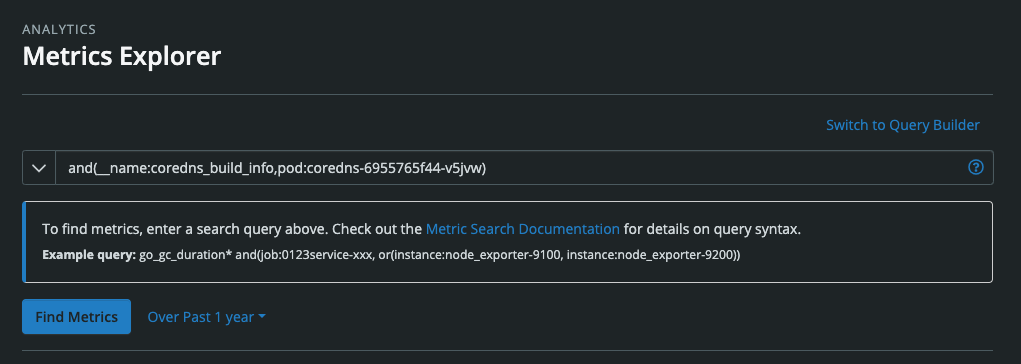 ANALYTICS
Metrics Explorer
Switch to Query Builder
and(__name:coredns_build_info,pod:coredns-6955765f44-v5jvw)
To find metrics, enter a search query above. Check out the Metric Search Documentation for details on query syntax.
Example query: go_gc_duration* and(job:0123service-xxx, or(instance:node_exporter-9100, instance:node_exporter-9200))
Find Metrics Over Past 1 year